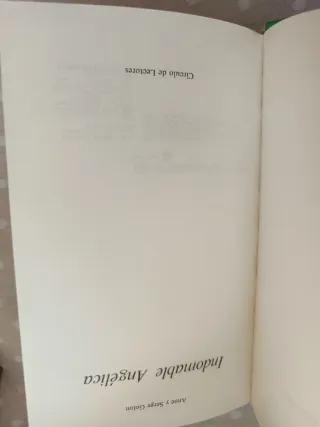 Anne y Serge Golon
Indomable Angélica
Círculo de Lectores